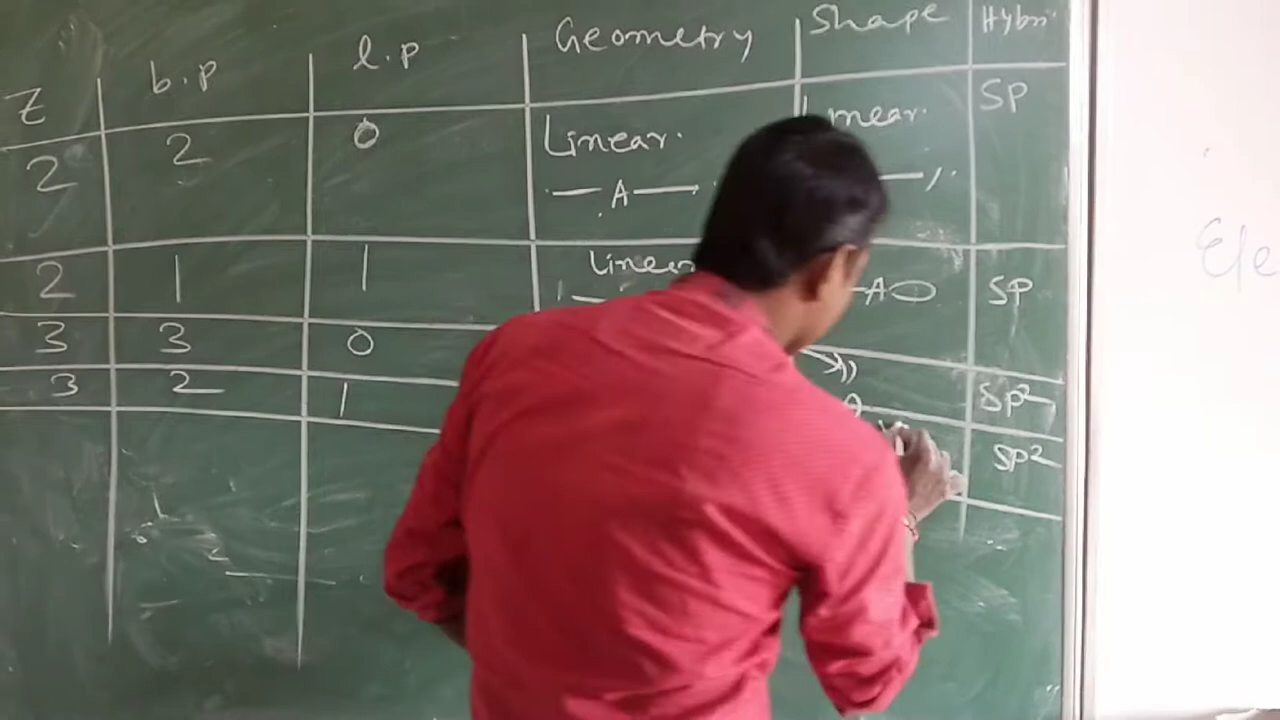 Z b.p l.p Geometry Shape Hybri
2 2 0 Linear. Linear. SP
— A —
2 1 1 Linear —A SP
3 3 0 SP²
3 2 1 A SP²
Ele